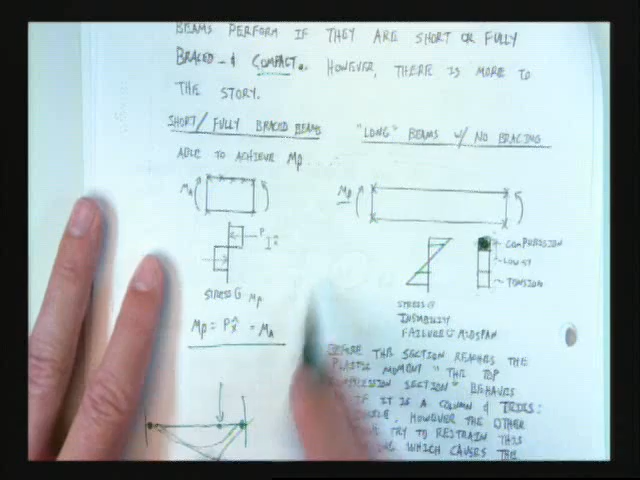 BEAMS PERFORM IF THEY ARE SHORT OR FULLY
BRACED & COMPACT. HOWEVER, THERE IS MORE TO
THE STORY.
SHORT/FULLY BRACED BEAMS
"LONG" BEAMS w/ NO BRACING
ABLE TO ACHIEVE Mp
MA
Mp
P
COMPRESSION
TENSION
STRESS @ Mp
STRESS @
INSTABILITY
FAILURE @ MIDSPAN
Mp = = MA
BEFORE THE SECTION REACHES THE
PLASTIC MOMENT "THE TOP
SECTION" BEHAVES
IF IT IS A COLUMN & TRIES
HOWEVER THE OTHER
TRY TO RESTRAIN THIS
WHICH CAUSES THE